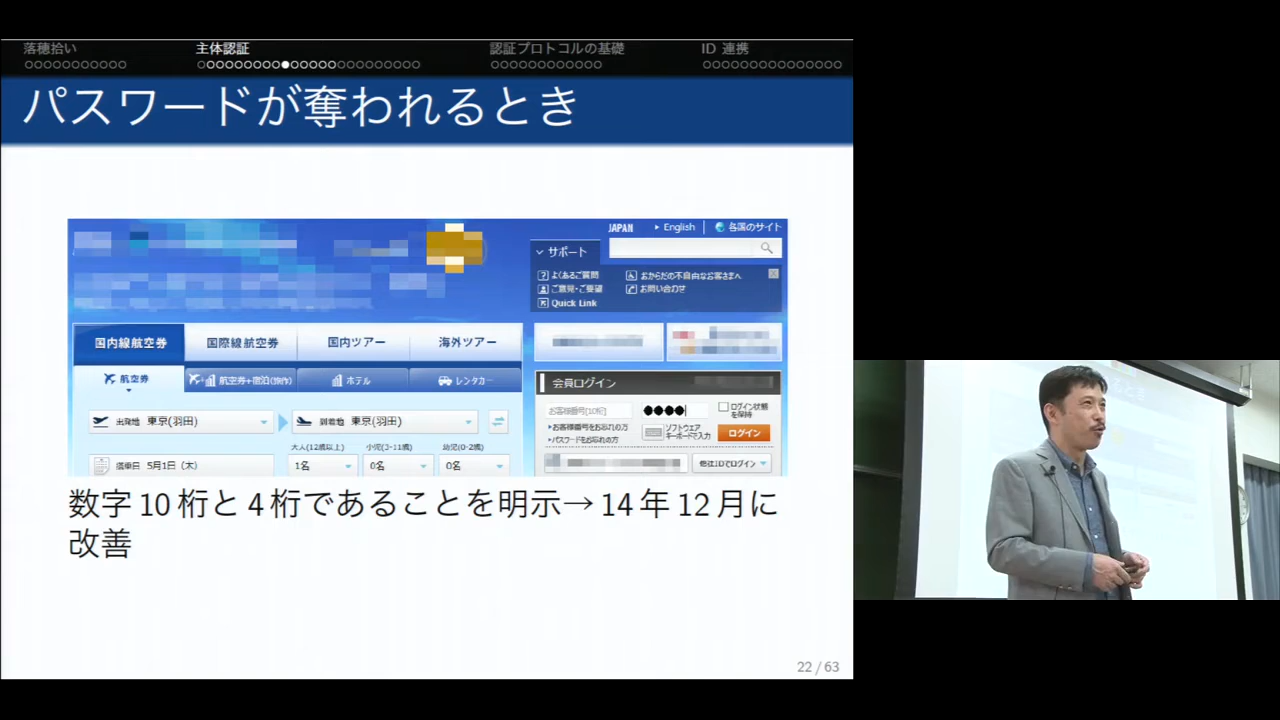 落穂拾い
主体認証
認証プロトコルの基礎
ID 連携
パスワードが奪われるとき
JAPAN
English
各国のサイト
サポート
よくあるご質問
おからだの不自由なお客さまへ
ご意見・ご要望
お問い合わせ
Quick Link
国内線航空券
国際線航空券
国内ツアー
海外ツアー
航空券
航空券+宿泊(旅作)
ホテル
レンタカー
会員ログイン
お客様番号[10桁]
●●●●
ログイン状態
を保持
お客様番号をお忘れの方
パスワードをお忘れの方
ソフトウェア
キーボードで入力
ログイン
出発地 東京(羽田)
到着地 東京(羽田)
大人(12歳以上)
小児(3-11歳)
幼児(0-2歳)
搭乗日 5月1日(木)
1名
0名
0名
他社IDでログイン
数字 10 桁と 4 桁であることを明示→ 14 年 12 月に
改善
22 / 63